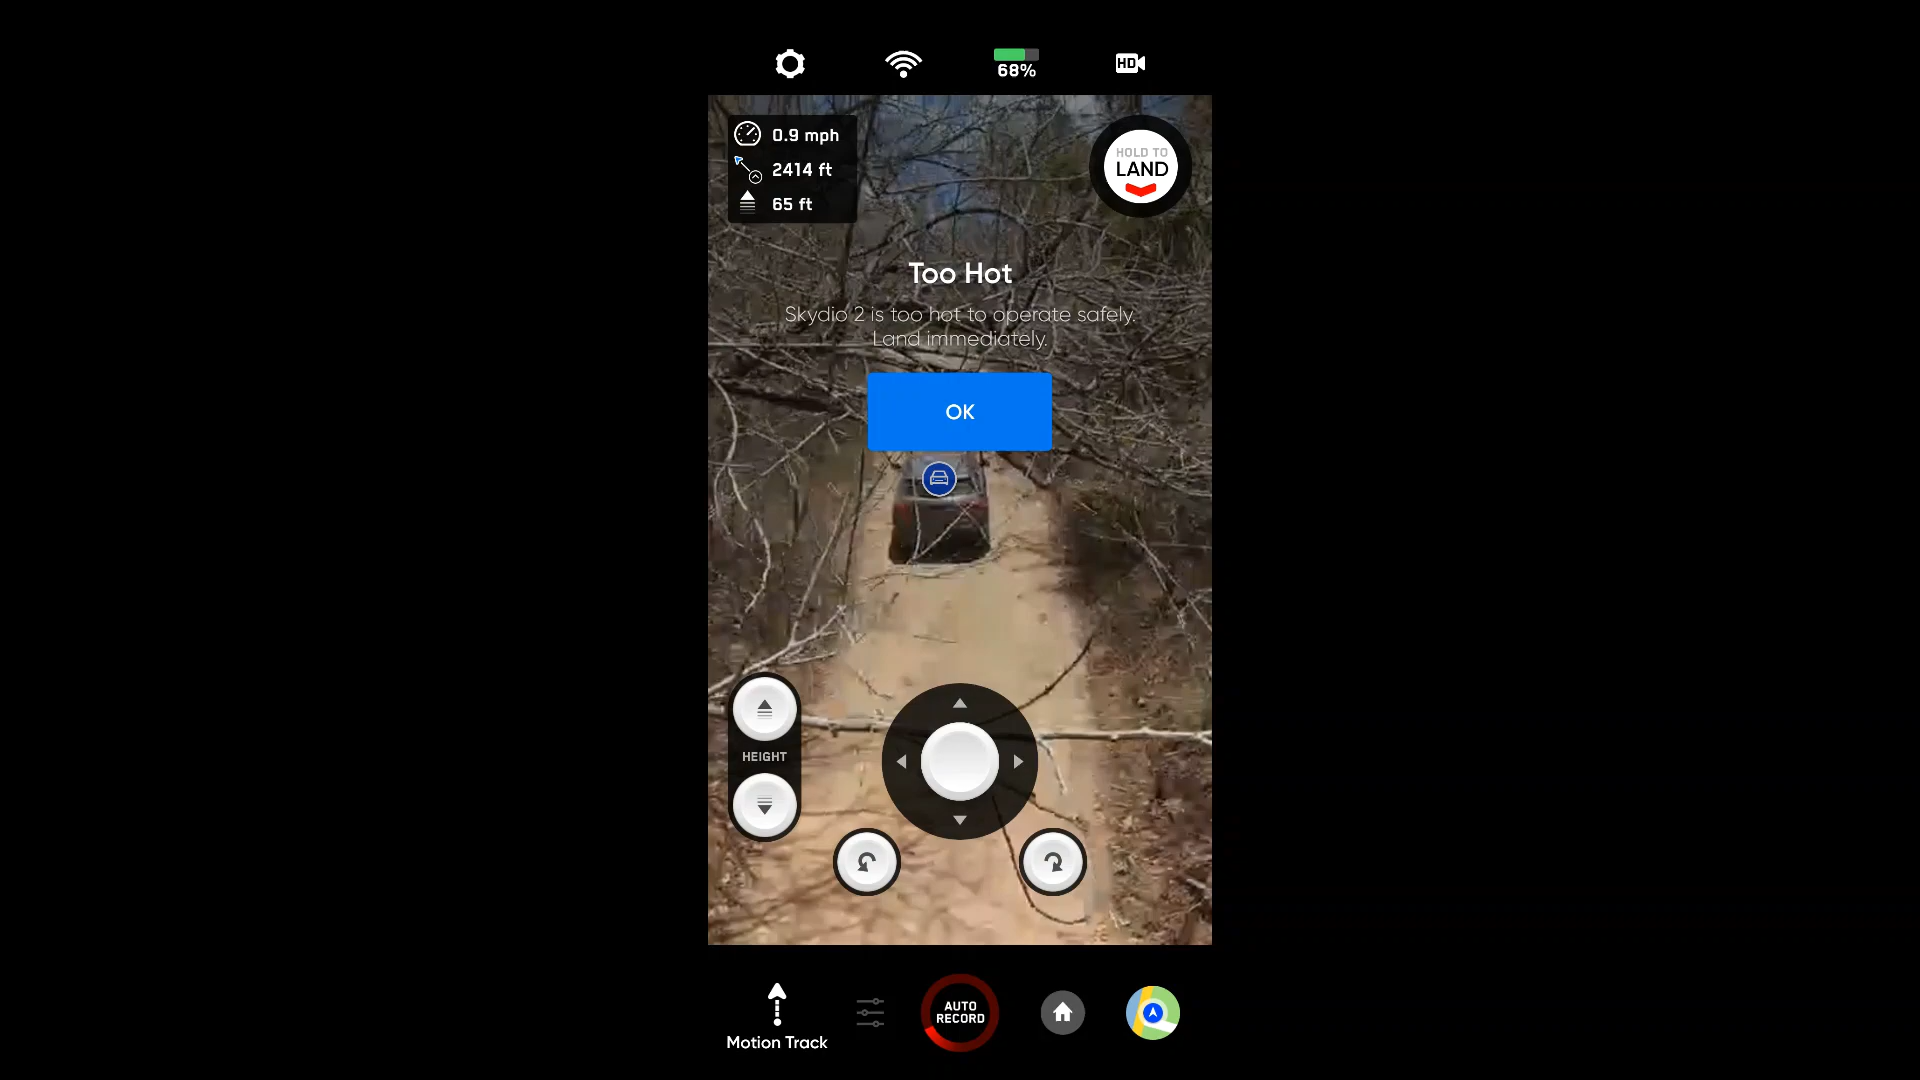 68%
HD
0.9 mph
2414 ft
65 ft
HOLD TO
LAND
Too Hot
Skydio 2 is too hot to operate safely.
Land immediately.
OK
HEIGHT
AUTO
RECORD
Motion Track